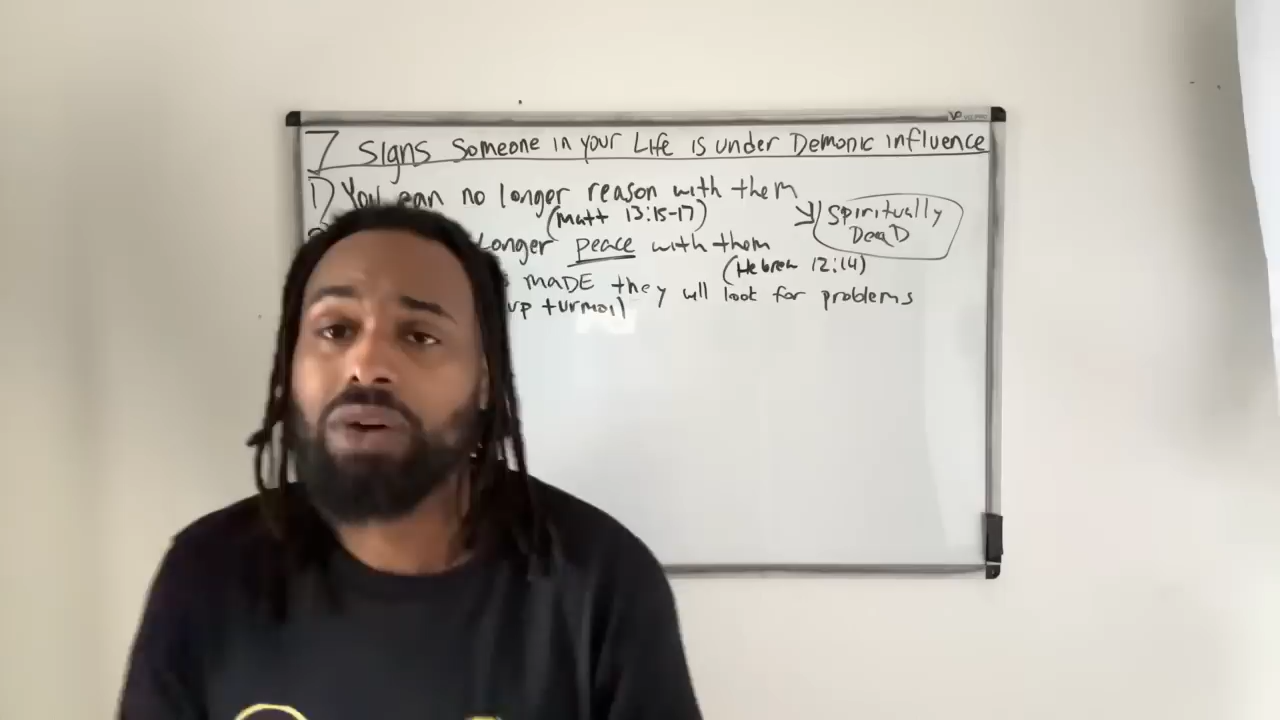 7 Signs Someone in your Life is under Demonic influence
1) You can no longer reason with them
(Matt 13:15-17)
Spiritually
DeaD
Longer peace with them
(Hebrew 12:14)
MADE they will look for problems
up turmoil)